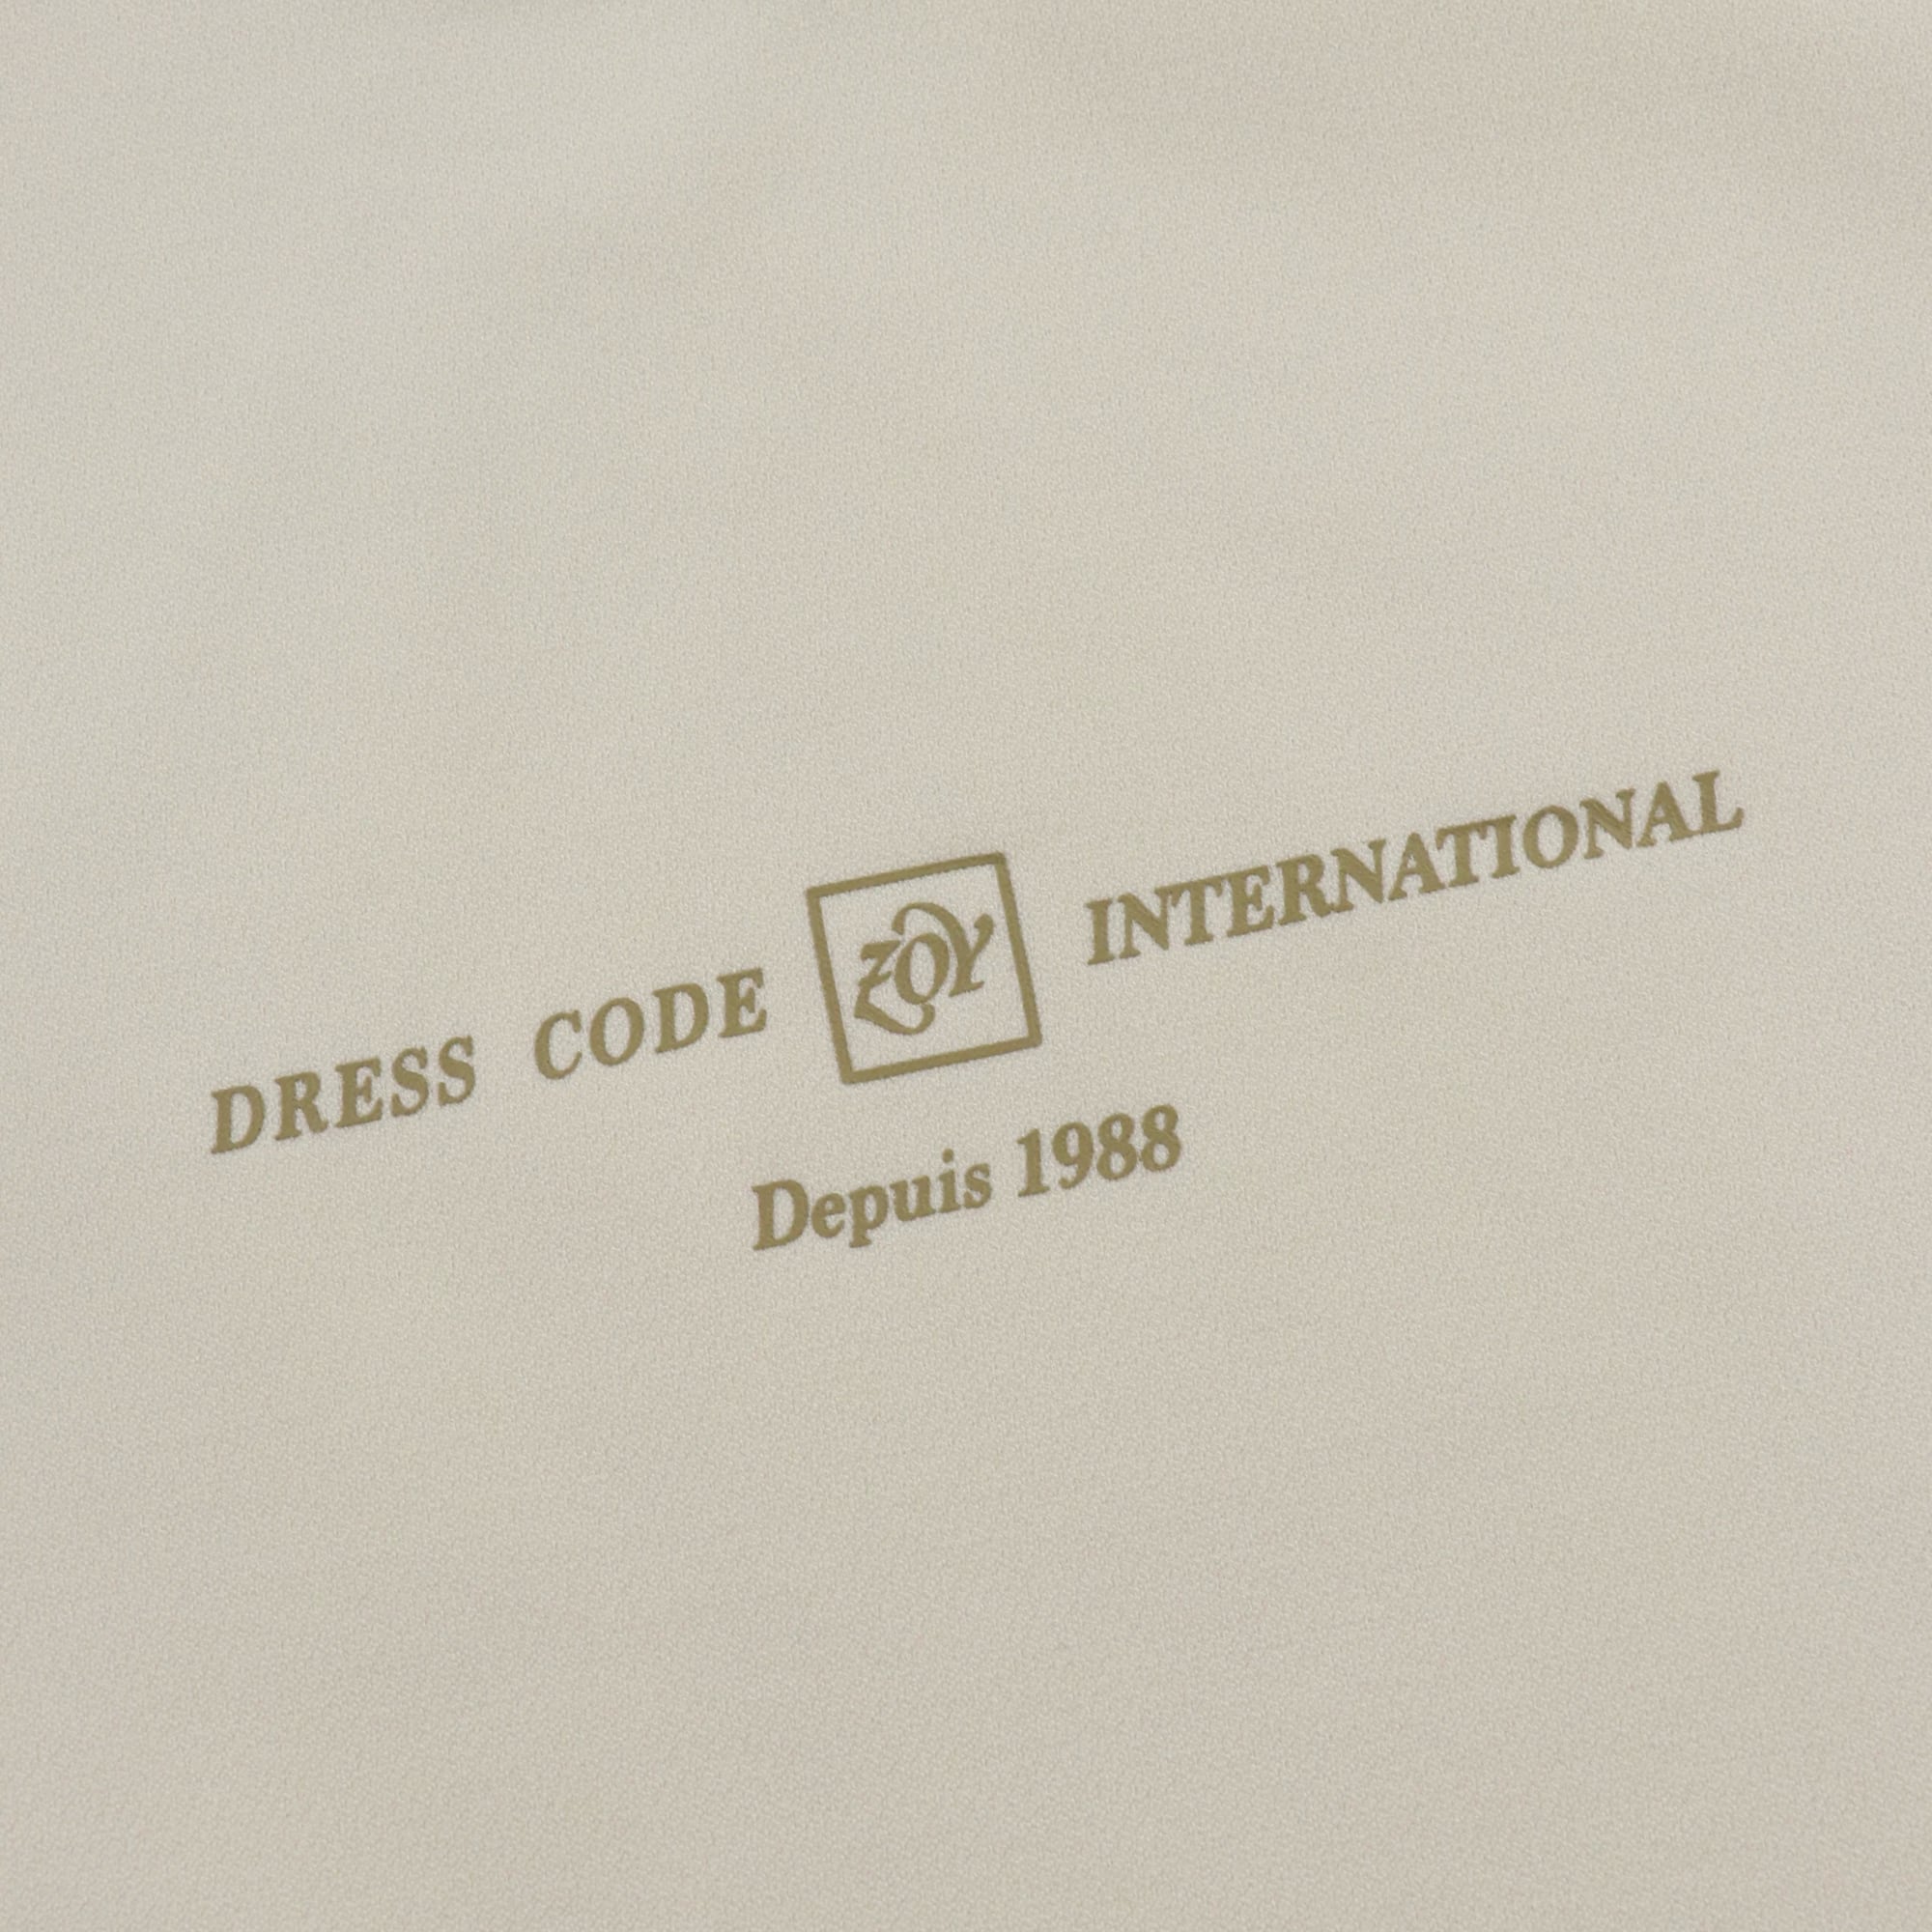 DRESS CODE ZOY INTERNATIONAL
Depuis 1988